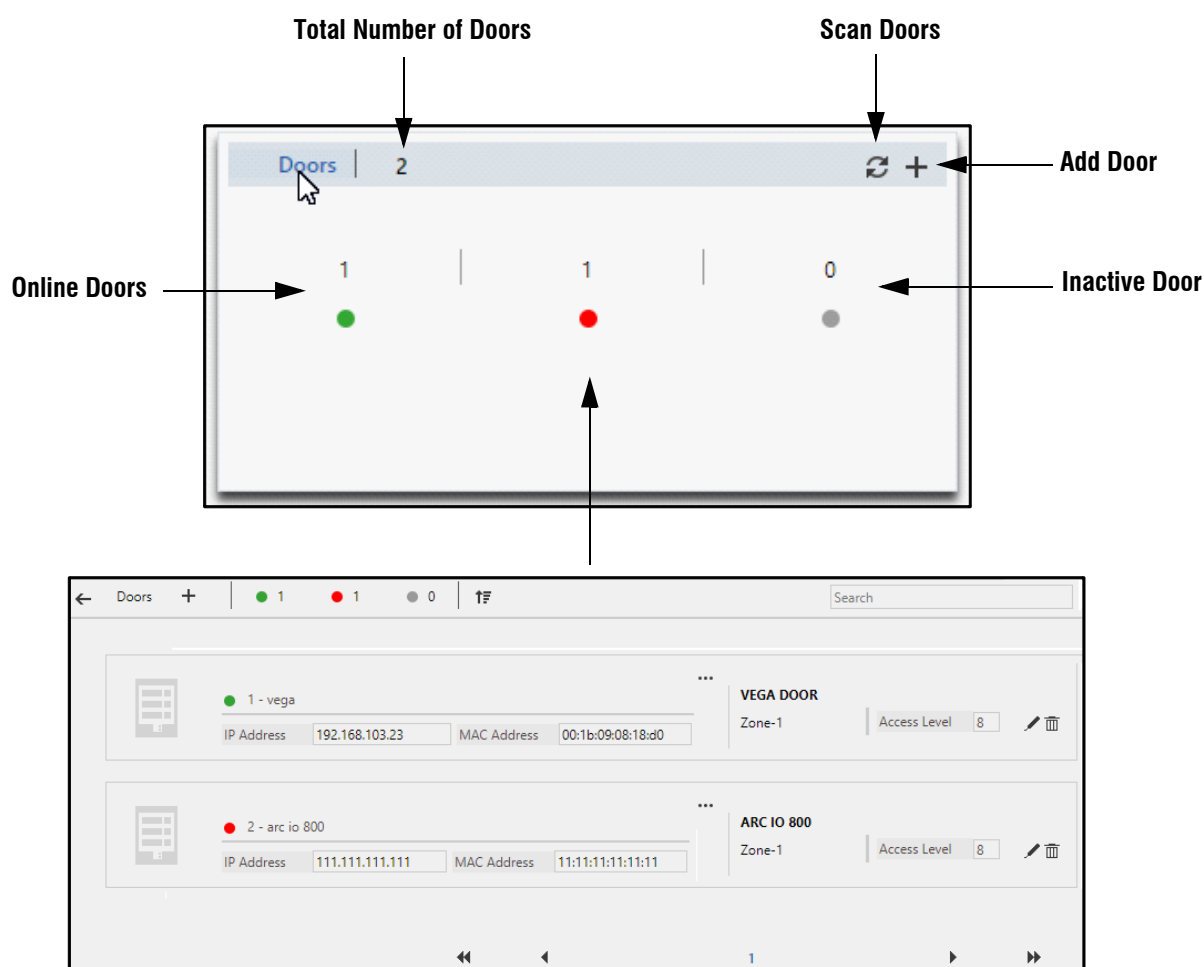 Total Number of Doors
Scan Doors
Doors 2
Add Door
Online Doors
1 1 0
Inactive Door
Doors 1 1 0 Search
1 - vega
VEGA DOOR
IP Address 192.168.103.23 MAC Address 00:1b:09:08:18:d0
Zone-1 Access Level 8
2 - arc io 800
ARC IO 800
IP Address 111.111.111.111 MAC Address 11:11:11:11:11:11
Zone-1 Access Level 8
1